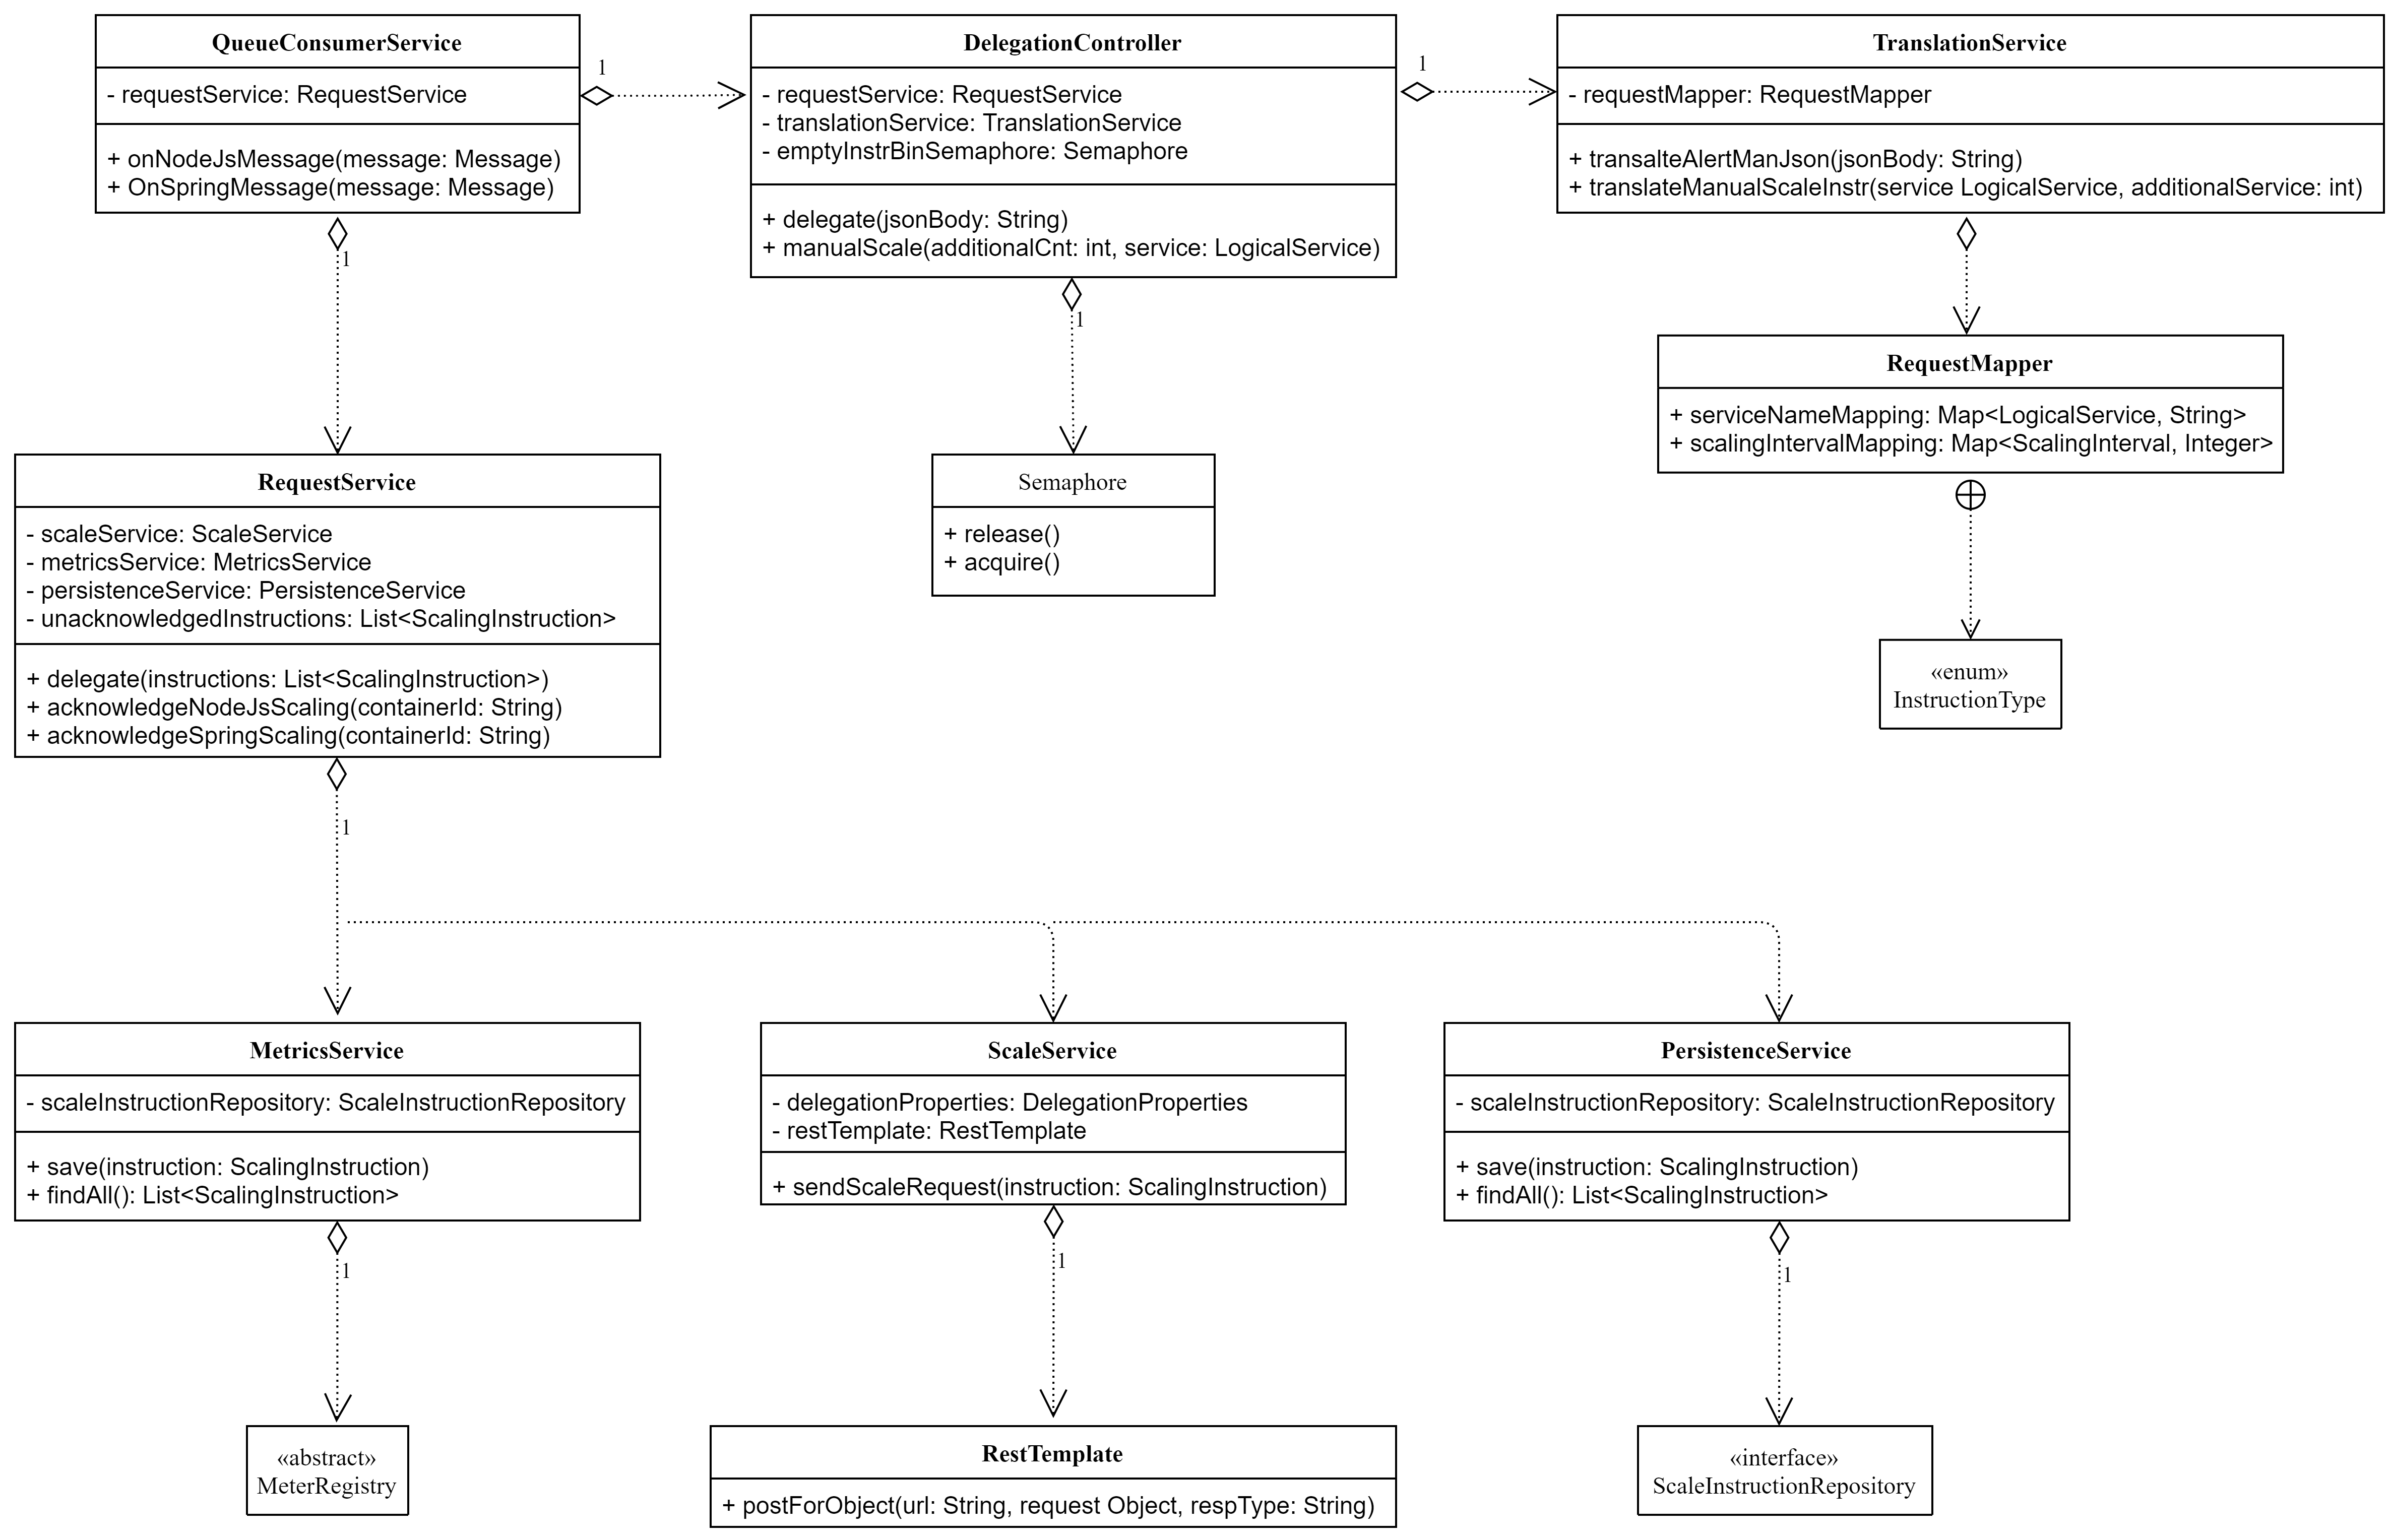 QueueConsumerService
- requestService: RequestService
+ onNodeJsMessage(message: Message)
+ OnSpringMessage(message: Message)
1
1
DelegationController
- requestService: RequestService
- translationService: TranslationService
- emptyInstrBinSemaphore: Semaphore
+ delegate(jsonBody: String)
+ manualScale(additionalCnt: int, service: LogicalService)
1
1
TranslationService
- requestMapper: RequestMapper
+ transalteAlertManJson(jsonBody: String)
+ translateManualScaleInstr(service LogicalService, additionalService: int)
RequestMapper
+ serviceNameMapping: Map<LogicalService, String>
+ scalingIntervalMapping: Map<ScalingInterval, Integer>
RequestService
- scaleService: ScaleService
- metricsService: MetricsService
- persistenceService: PersistenceService
- unacknowledgedInstructions: List<ScalingInstruction>
+ delegate(instructions: List<ScalingInstruction>)
+ acknowledgeNodeJsScaling(containerId: String)
+ acknowledgeSpringScaling(containerId: String)
1
Semaphore
+ release()
+ acquire()
«enum»
InstructionType
MetricsService
- scaleInstructionRepository: ScaleInstructionRepository
+ save(instruction: ScalingInstruction)
+ findAll(): List<ScalingInstruction>
1
ScaleService
- delegationProperties: DelegationProperties
- restTemplate: RestTemplate
+ sendScaleRequest(instruction: ScalingInstruction)
1
PersistenceService
- scaleInstructionRepository: ScaleInstructionRepository
+ save(instruction: ScalingInstruction)
+ findAll(): List<ScalingInstruction>
1
«abstract»
MeterRegistry
RestTemplate
+ postForObject(url: String, request Object, respType: String)
«interface»
ScaleInstructionRepository